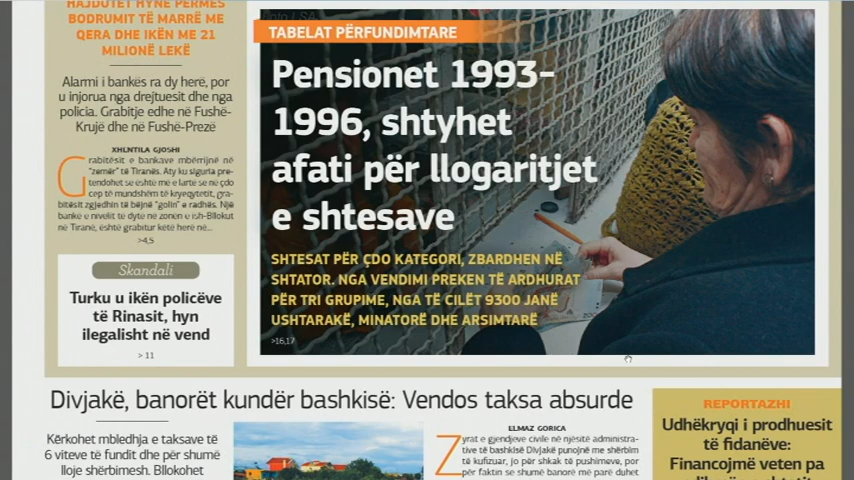 HAJDUTËT HYNË PËRMES
BODRUMIT TË MARRË ME
QERA DHE IKËN ME 21
MILIONË LEKË
Alarmi i bankës ra dy herë, por
u injorua nga drejtuesit dhe nga
policia. Grabitje edhe në Fushë-
Krujë dhe në Fushë-Prezë
XHENTILA GJOSHI
Grabitësit e bankave mbërrijnë në
"zemër" të Tiranës. Aty ku siguria pre-
tendohet se është më e larte se në çdo
cep të mundshëm të kryeqytetit, gra-
bitësit zgjedhin të bëjnë "golin" e radhës. Një
bankë e nivelit të dytë në zonën e ish-Bllokut
në Tiranë, është grabitur këtë herë në...
>4,5
Skandali
Turku u ikën policëve
të Rinasit, hyn
ilegalisht në vend
> 11
TABELAT PËRFUNDIMTARE
Pensionet 1993-
1996, shtyhet
afati për llogaritjet
e shtesave
SHTESAT PËR ÇDO KATEGORI, ZBARDHEN NË
SHTATOR. NGA VENDIMI PREKEN TË ARDHURAT
PËR TRI GRUPIME, NGA TË CILËT 9300 JANË
USHTARAKË, MINATORË DHE ARSIMTARË
>16,17
Divjakë, banorët kundër bashkisë: Vendos taksa absurde
Kërkohet mbledhja e taksave të
6 viteve të fundit dhe për shumë
lloje shërbimesh. Bllokohet
ELMAZ GORICA
Zyrat e gjendjeve civile në njësitë administra-
tive të bashkisë Divjakë punojnë me shërbim
të kufizuar, jo për shkak të pushimeve, por
për faktin se shumë banorë më parë duhet
REPORTAZHI
Udhëkryqi i prodhuesit
të fidanëve:
Financojmë veten pa